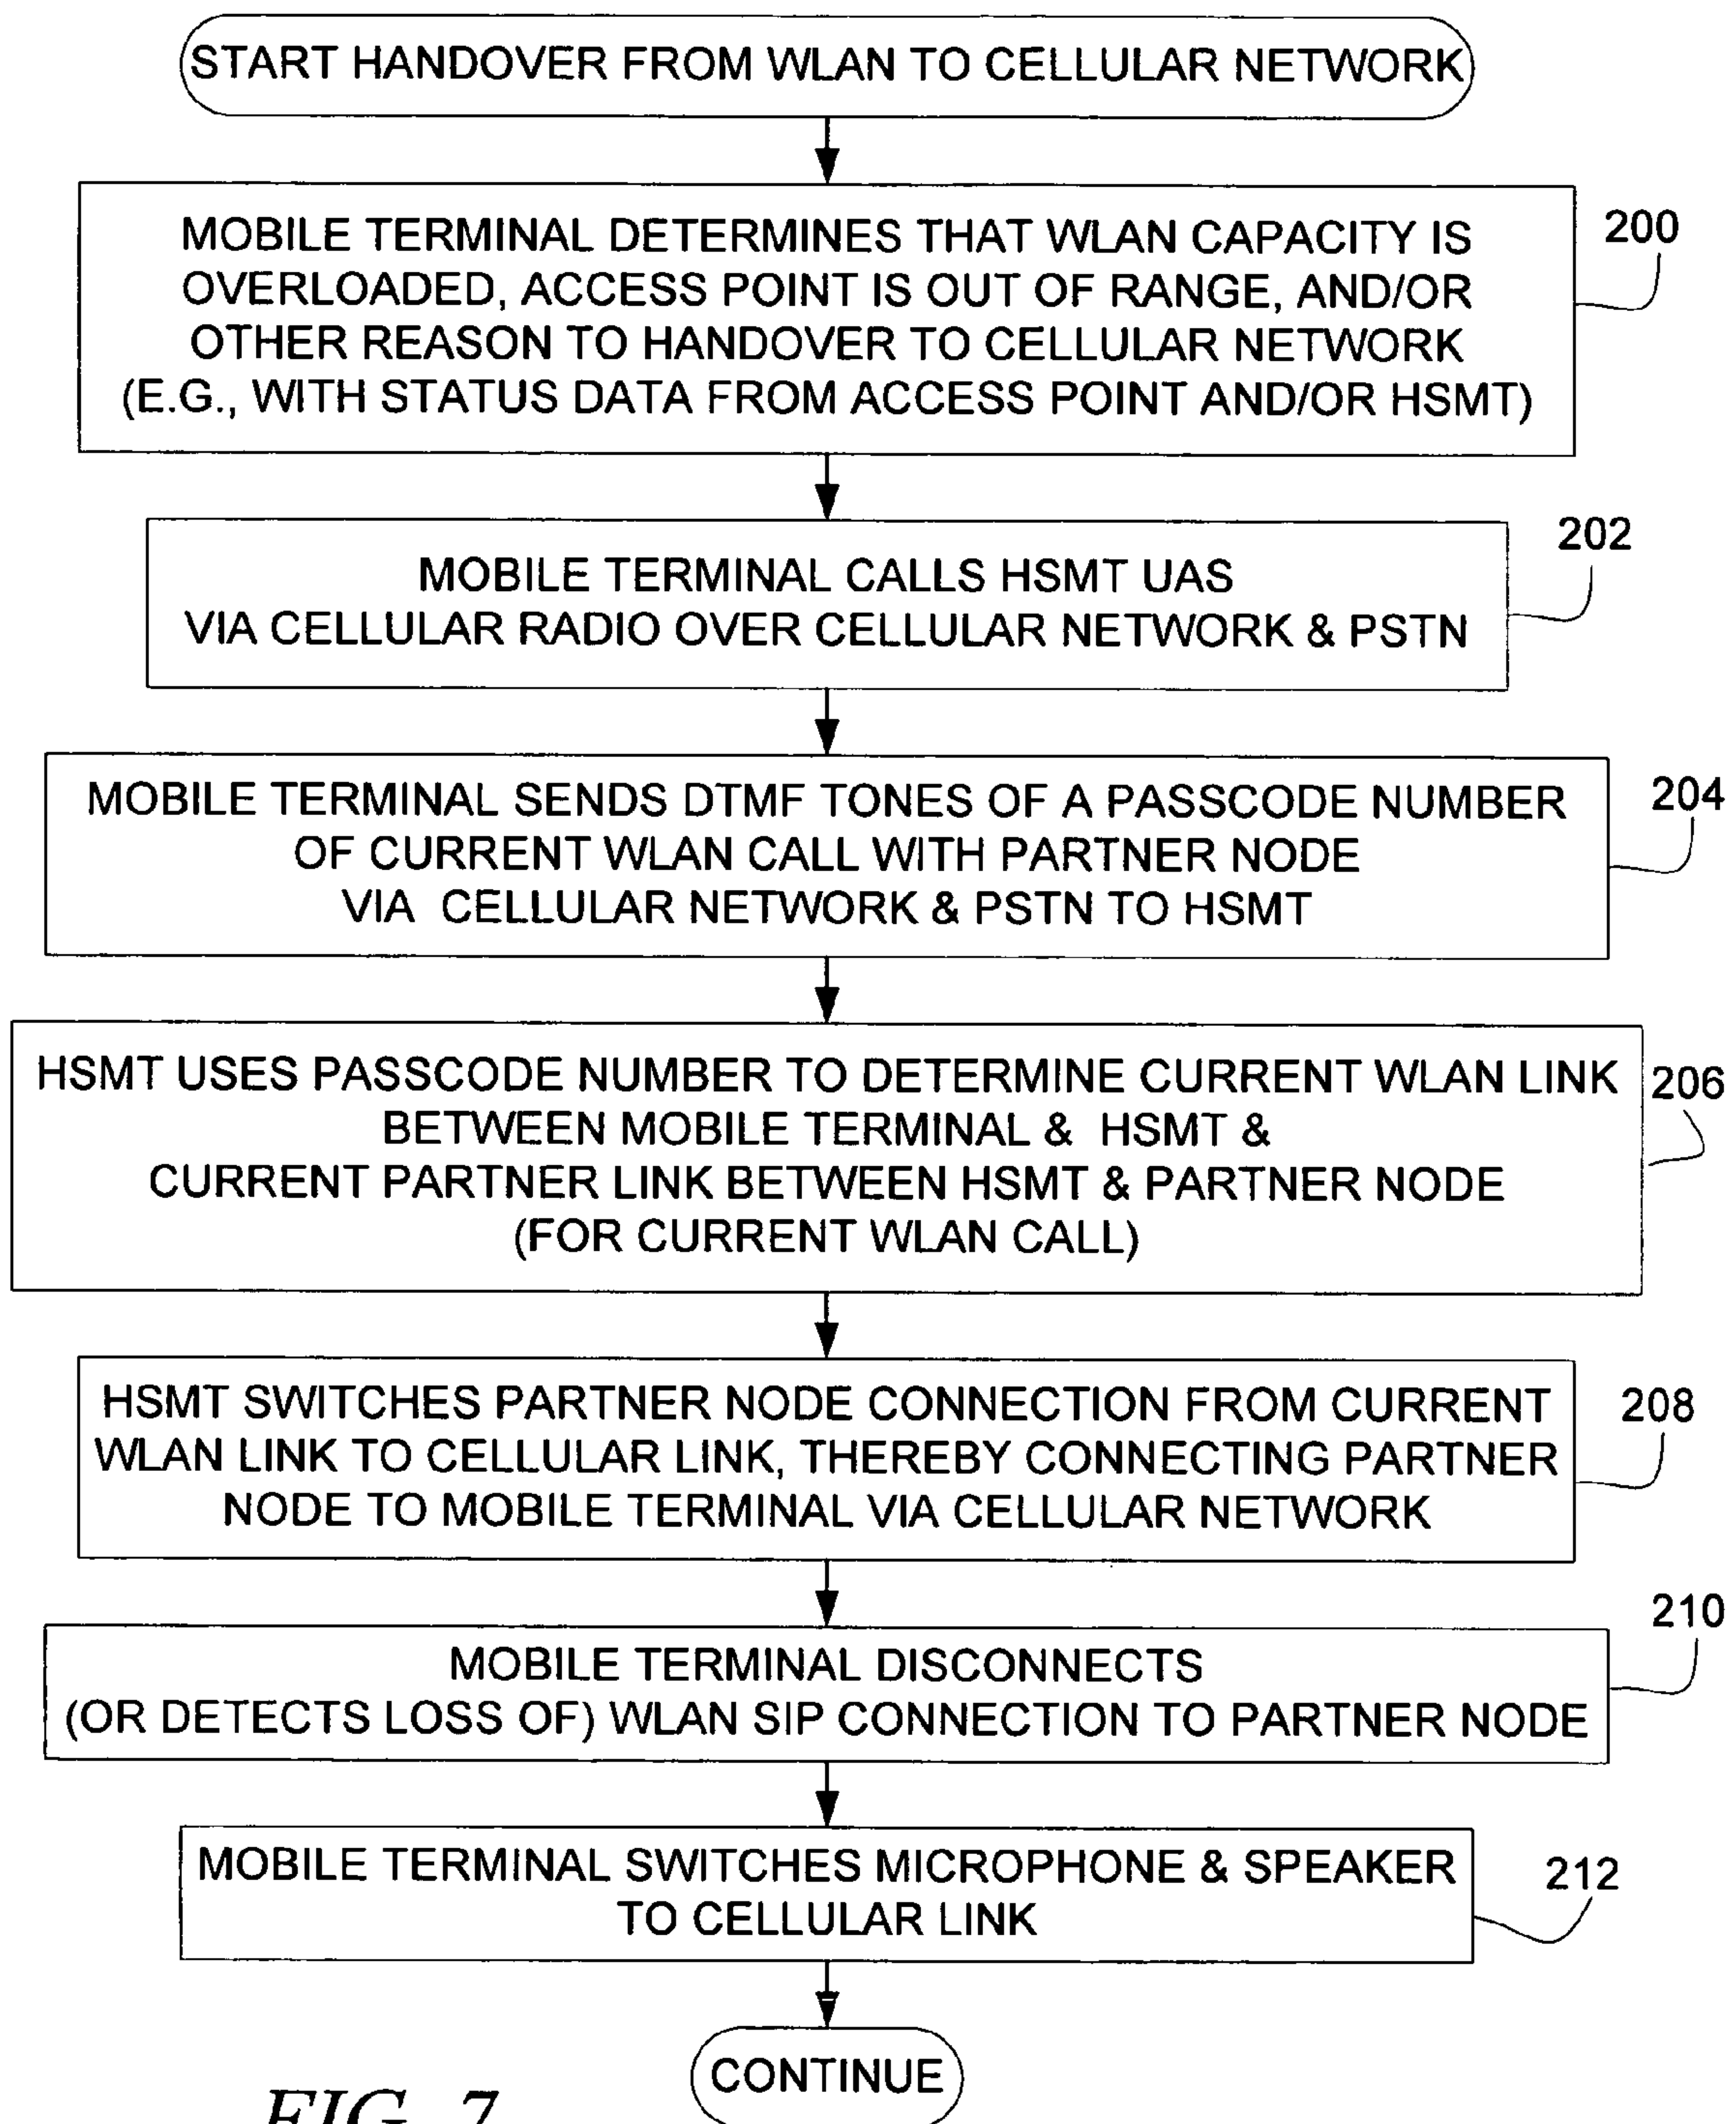 START HANDOVER FROM WLAN TO CELLULAR NETWORK
MOBILE TERMINAL DETERMINES THAT WLAN CAPACITY IS
OVERLOADED, ACCESS POINT IS OUT OF RANGE, AND/OR
OTHER REASON TO HANDOVER TO CELLULAR NETWORK
(E.G., WITH STATUS DATA FROM ACCESS POINT AND/OR HSMT)
200
MOBILE TERMINAL CALLS HSMT UAS
VIA CELLULAR RADIO OVER CELLULAR NETWORK & PSTN
202
MOBILE TERMINAL SENDS DTMF TONES OF A PASSCODE NUMBER
OF CURRENT WLAN CALL WITH PARTNER NODE
VIA CELLULAR NETWORK & PSTN TO HSMT
204
HSMT USES PASSCODE NUMBER TO DETERMINE CURRENT WLAN LINK
BETWEEN MOBILE TERMINAL & HSMT &
CURRENT PARTNER LINK BETWEEN HSMT & PARTNER NODE
(FOR CURRENT WLAN CALL)
206
HSMT SWITCHES PARTNER NODE CONNECTION FROM CURRENT
WLAN LINK TO CELLULAR LINK, THEREBY CONNECTING PARTNER
NODE TO MOBILE TERMINAL VIA CELLULAR NETWORK
208
MOBILE TERMINAL DISCONNECTS
(OR DETECTS LOSS OF) WLAN SIP CONNECTION TO PARTNER NODE
210
MOBILE TERMINAL SWITCHES MICROPHONE & SPEAKER
TO CELLULAR LINK
212
CONTINUE
FIG. 7